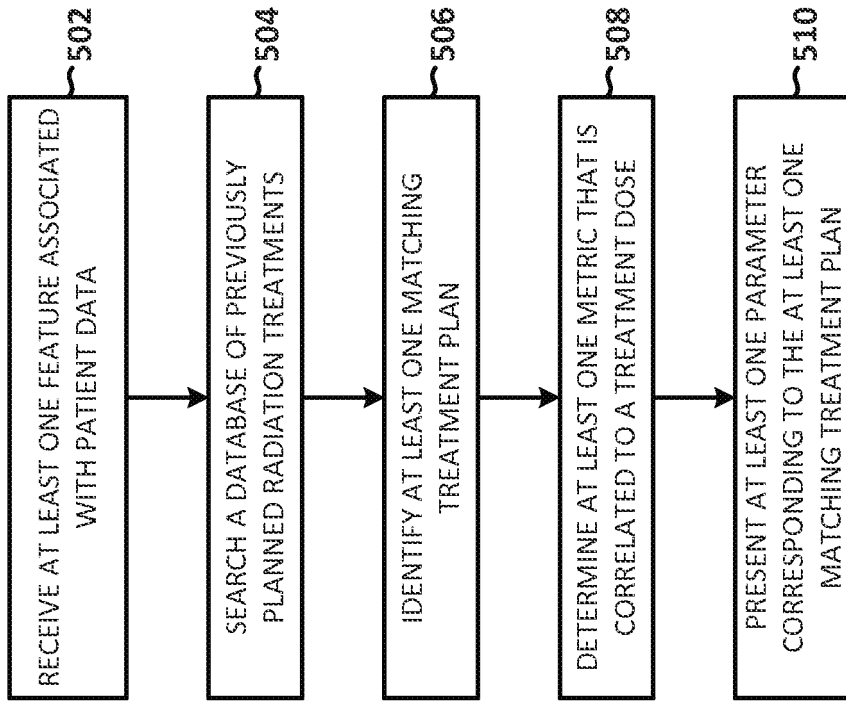 RECEIVE AT LEAST ONE FEATURE ASSOCIATED
WITH PATIENT DATA
502
SEARCH A DATABASE OF PREVIOUSLY
PLANNED RADIATION TREATMENTS
504
IDENTIFY AT LEAST ONE MATCHING
TREATMENT PLAN
506
DETERMINE AT LEAST ONE METRIC THAT IS
CORRELATED TO A TREATMENT DOSE
508
PRESENT AT LEAST ONE PARAMETER
CORRESPONDING TO THE AT LEAST ONE
MATCHING TREATMENT PLAN
510